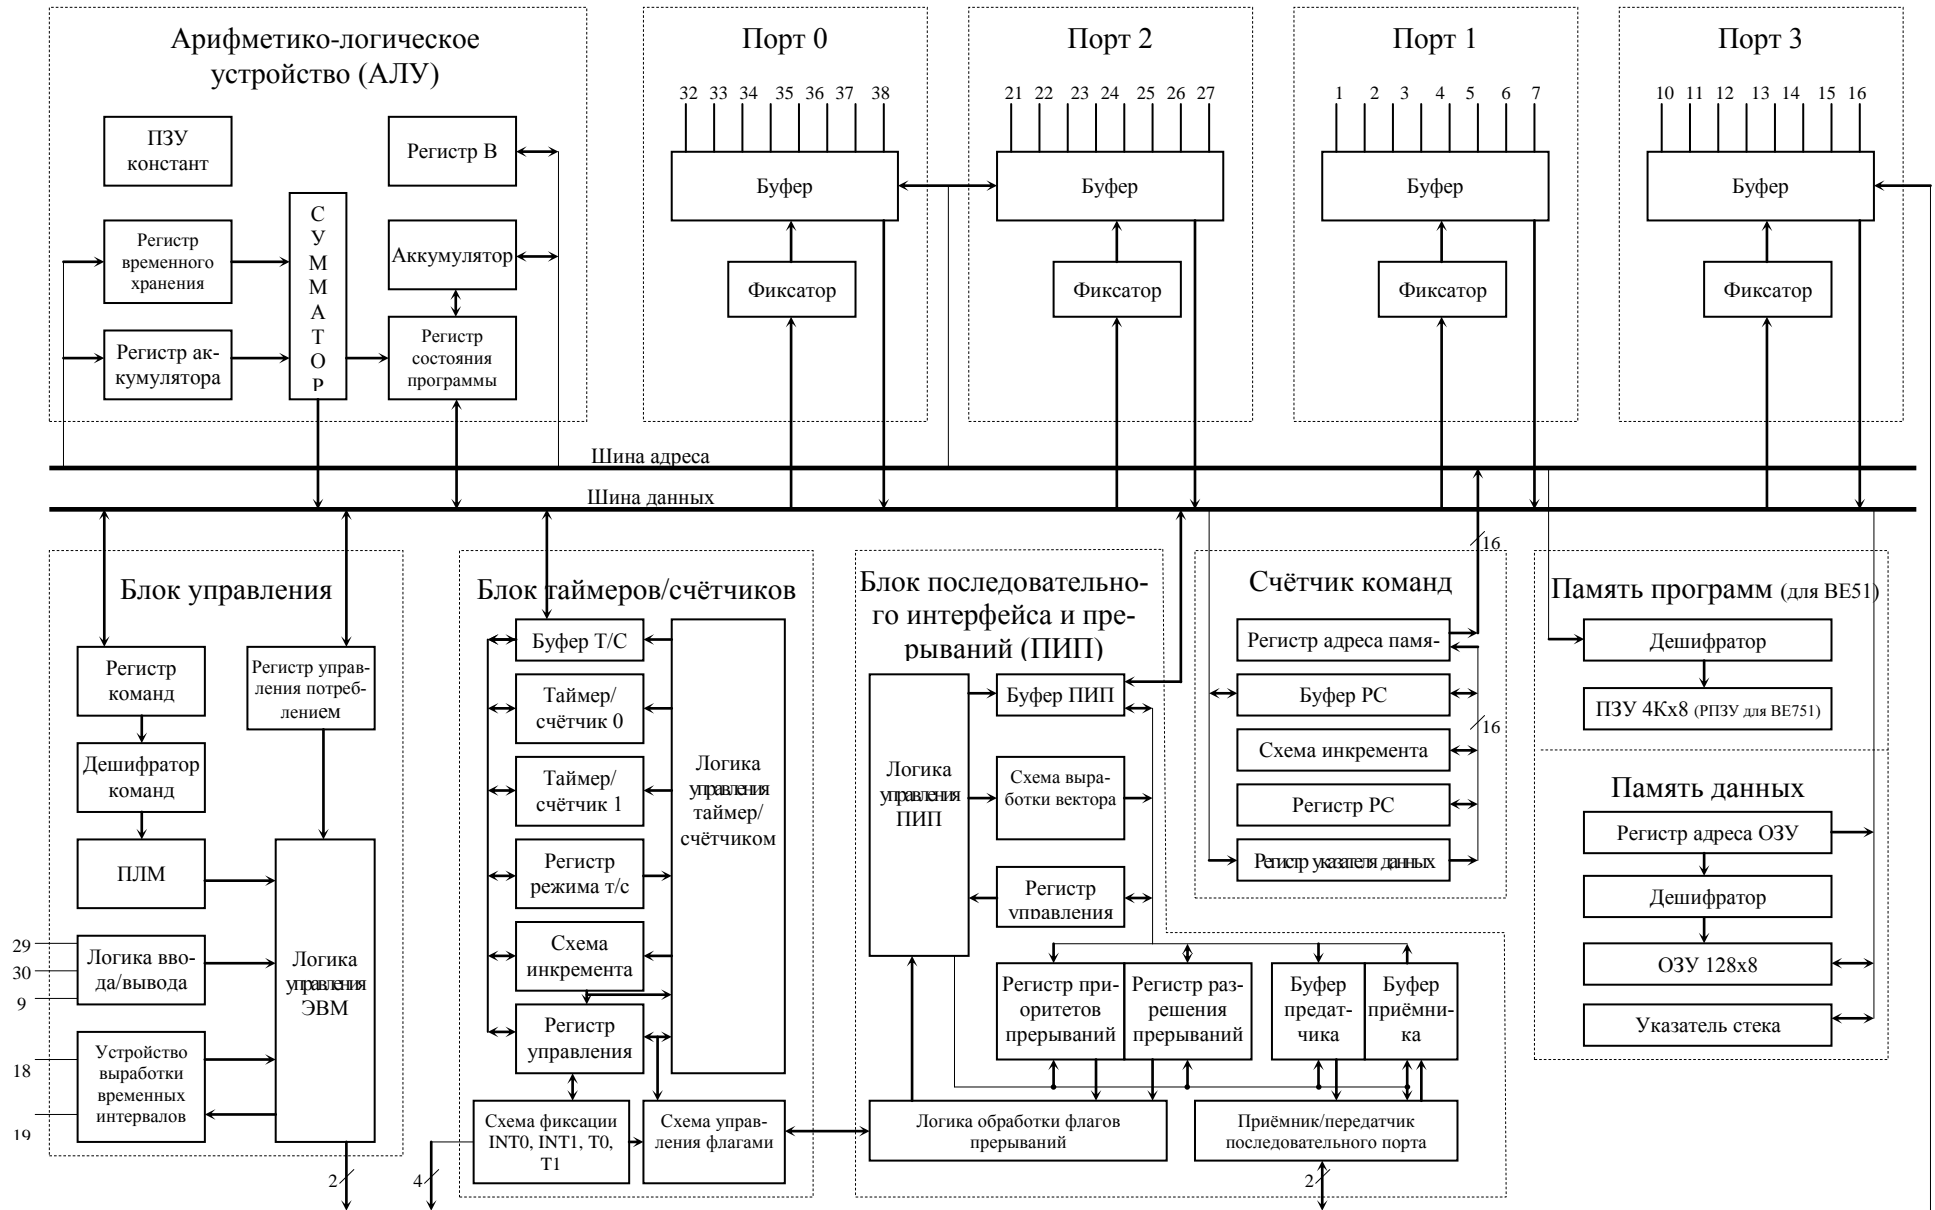 Арифметико-логическое
устройство (АЛУ)
ПЗУ
констант
Регистр В
С
У
М
М
А
Т
О
Р
Регистр
временного
хранения
Аккумулятор
Регистр ак-
кумулятора
Регистр
состояния
программы
Порт 0
32 33 34 35 36 37 38
Буфер
Фиксатор
Порт 2
21 22 23 24 25 26 27
Буфер
Фиксатор
Порт 1
1 2 3 4 5 6 7
Буфер
Фиксатор
Порт 3
10 11 12 13 14 15 16
Буфер
Фиксатор
Шина адреса
Шина данных
Блок управления
Регистр
команд
Регистр управ-
ления потреб-
лением
Дешифратор
команд
ПЛМ
Логика вво-
да/вывода
Логика
управления
ЭВМ
Устройство
выработки
временных
интервалов
29
30
9
18
19
2
Блок таймеров/счётчиков
Буфер Т/С
Таймер/
счётчик 0
Таймер/
счётчик 1
Регистр
режима т/с
Схема
инкремента
Регистр
управления
Логика
управления
таймер/
счётчиком
Схема фиксации
INT0, INT1, T0,
T1
Схема управ-
ления флагами
4
Блок последовательно-
го интерфейса и пре-
рываний (ПИП)
Логика
управления
ПИП
Буфер ПИП
Схема выра-
ботки вектора
Регистр
управления
Регистр при-
оритетов
прерываний
Регистр раз-
решения
прерываний
Буфер
предат-
чика
Буфер
приёмни-
ка
Логика обработки флагов
прерываний
Приёмник/передатчик
последовательного порта
2
16
Счётчик команд
Регистр адреса памя-
Буфер РС
16
Схема инкремента
Регистр РС
Регистр указателя данных
Память программ (для ВЕ51)
Дешифратор
ПЗУ 4Кх8 (РПЗУ для ВЕ751)
Память данных
Регистр адреса ОЗУ
Дешифратор
ОЗУ 128х8
Указатель стека